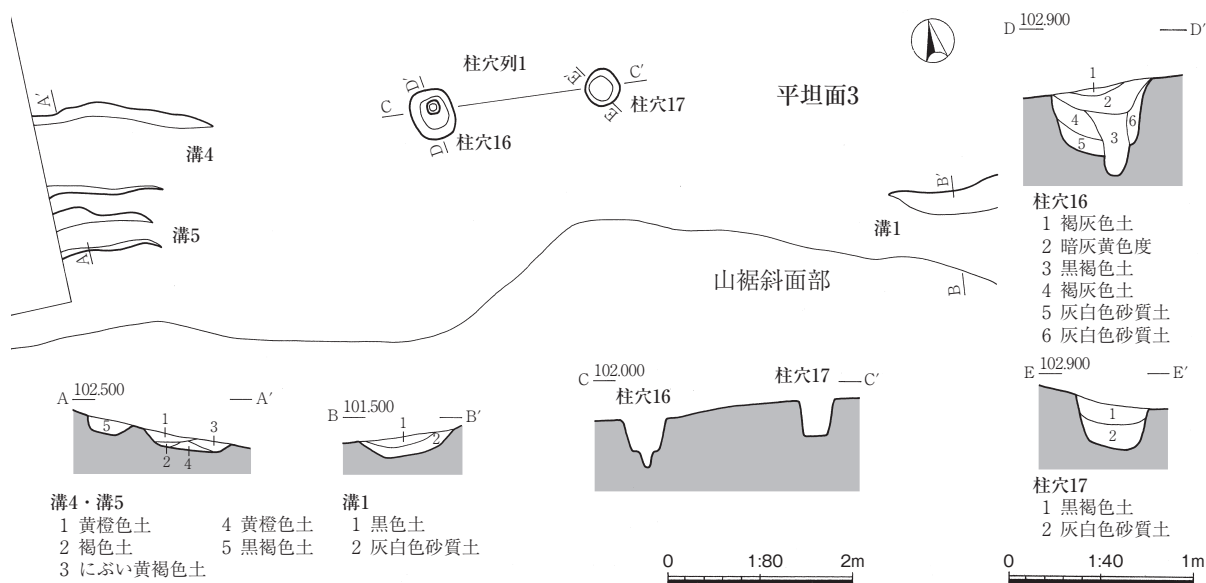 D 102.900 D′
1
2
4
6
3
5
柱穴16
1 褐灰色土
2 暗灰黄色度
3 黒褐色土
4 褐灰色土
5 灰白色砂質土
6 灰白色砂質土
柱穴列1
A′
D′
E′
C′
C
柱穴17
E
平坦面3
溝4
D
柱穴16
B′
溝5
溝1
A
山裾斜面部
B
A 102.500 A′
1
3
5
2
4
溝4・溝5
1 黄橙色土
2 褐色土
3 にぶい黄褐色土
4 黄橙色土
5 黒褐色土
B 101.500 B′
1
2
溝1
1 黒色土
2 灰白色砂質土
C 102.000 C′
柱穴16
柱穴17
E 102.900 E′
1
2
柱穴17
1 黒褐色土
2 灰白色砂質土
0 1:80 2m
0 1:40 1m